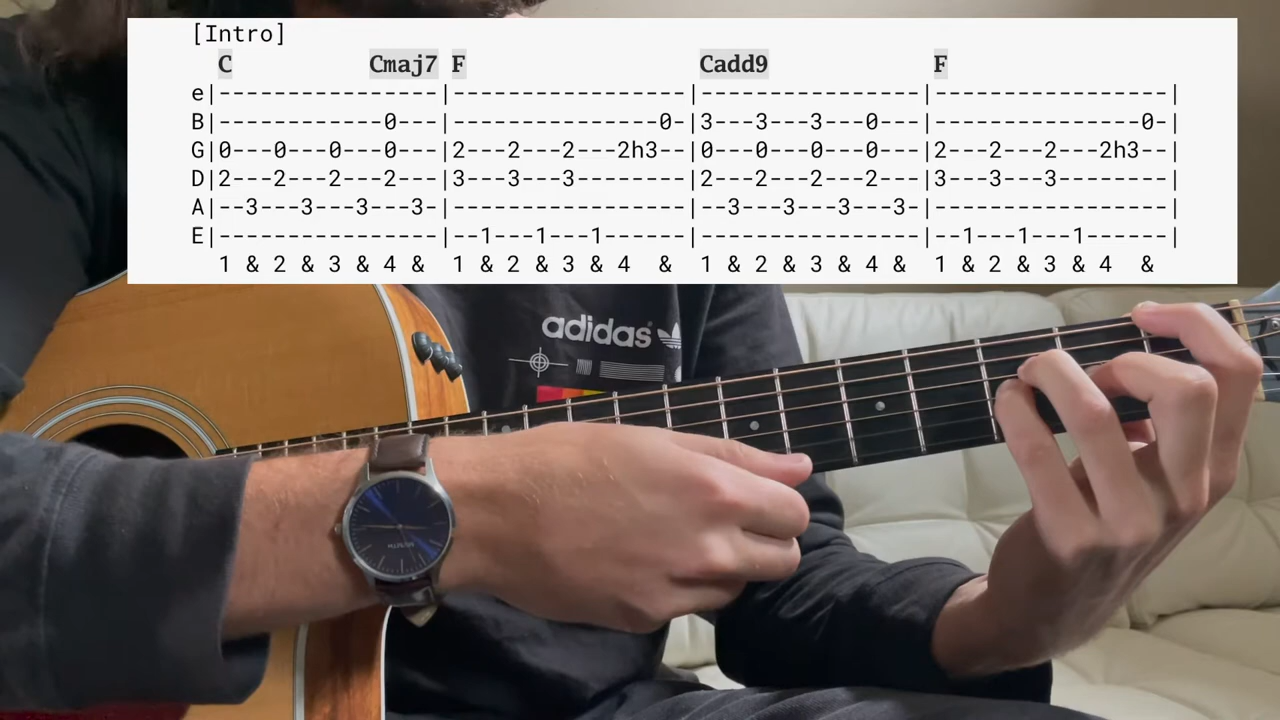 [Intro]
C Cmaj7 F Cadd9 F
e|----------------|----------------|----------------|----------------|
B|------------0---|---------------0-|3---3---3---0---|---------------0-|
G|0---0---0---0---|2---2---2---2h3--|0---0---0---0---|2---2---2---2h3--|
D|2---2---2---2---|3---3---3--------|2---2---2---2---|3---3---3--------|
A|--3---3---3---3-|-----------------|--3---3---3---3-|-----------------|
E|----------------|--1---1---1------|----------------|--1---1---1------|
1 & 2 & 3 & 4 & 1 & 2 & 3 & 4 & 1 & 2 & 3 & 4 & 1 & 2 & 3 & 4 &
adidas